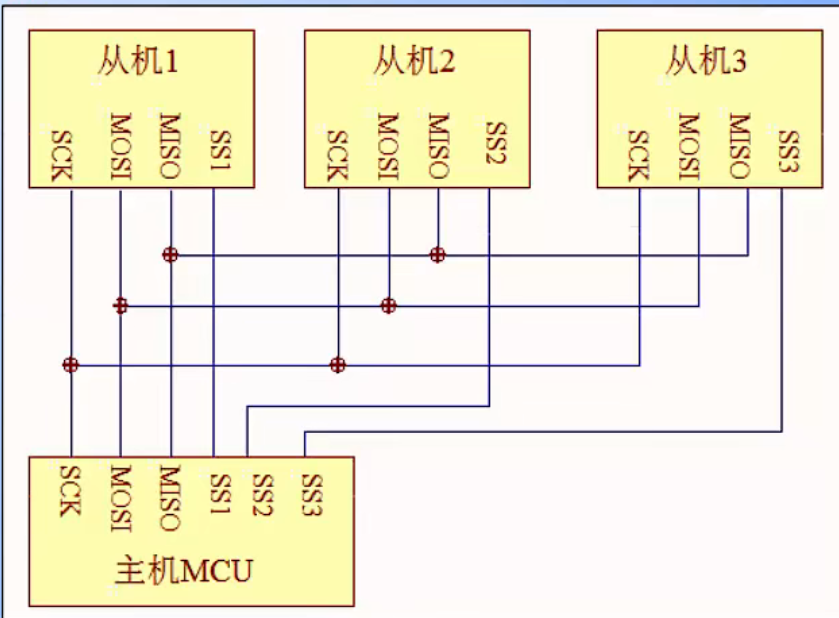 从机1
从机2
从机3
SCK
MOSI
MISO
SS1
SCK
MOSI
MISO
SS2
SCK
MOSI
MISO
SS3
SCK
MOSI
MISO
SS1
SS2
SS3
主机MCU